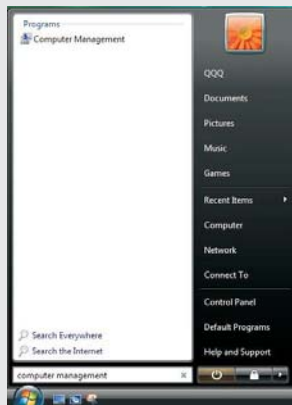 Programs
Computer Management
Search Everywhere
Search the Internet
computer management
QQQ
Documents
Pictures
Music
Games
Recent Items
Computer
Network
Connect To
Control Panel
Default Programs
Help and Support